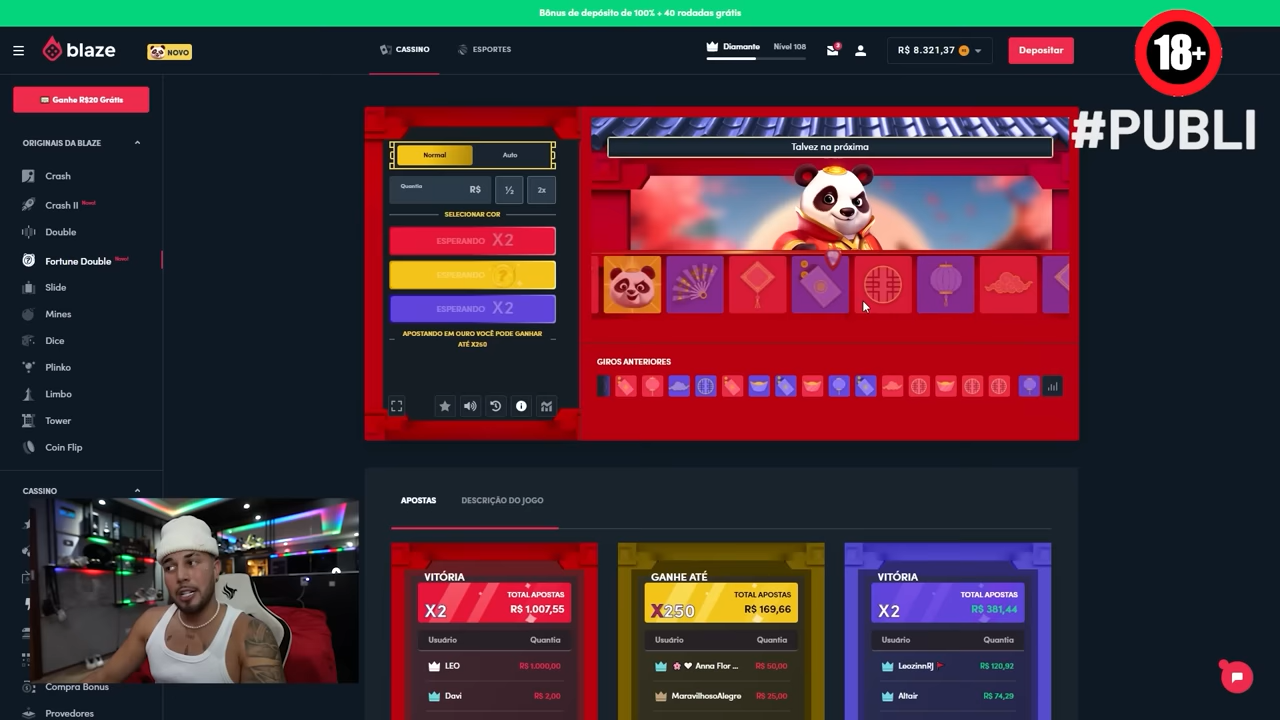 Bônus de depósito de 100% + 40 rodadas grátis
blaze
NOVO
CASSINO
ESPORTES
Diamante
Nível 108
R$ 8.321,37
Depositar
18+
#PUBLI
Ganhe R$20 Grátis
ORIGINAIS DA BLAZE
Crash
Crash II
Double
Fortune Double
Slide
Mines
Dice
Plinko
Limbo
Tower
Coin Flip
CASSINO
Compra Bonus
Provedores
Normal
Auto
Quantia
R$
½
2x
SELECIONAR COR
ESPERANDO X2
ESPERANDO ?
ESPERANDO X2
APOSTANDO EM OURO VOCÊ PODE GANHAR
ATÉ X250
Talvez na próxima
GIROS ANTERIORES
APOSTAS
DESCRIÇÃO DO JOGO
VITÓRIA
X2
TOTAL APOSTAS
R$ 1.007,55
Usuário
Quantia
LEO
R$ 1.000,00
Davi
R$ 2,00
GANHE ATÉ
X250
TOTAL APOSTAS
R$ 169,66
Usuário
Quantia
Anna Flor ...
R$ 50,00
MaravilhosoAlegre
R$ 25,00
VITÓRIA
X2
TOTAL APOSTAS
R$ 381,44
Usuário
Quantia
LeozinnRJ
R$ 120,92
Altair
R$ 74,29